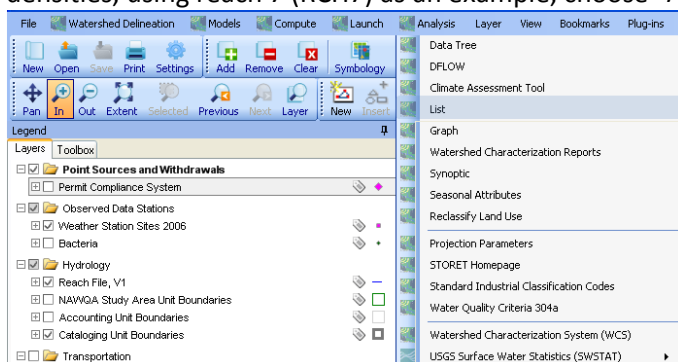 densities, using reach 7 (RCH7) as an example, choose
File Watershed Delineation Models Compute Launch Analysis Layer View Bookmarks Plug-ins
New Open Save Print Settings Add Remove Clear Symbology
Pan In Out Extent Selected Previous Next Layer New Insert
Legend
Layers Toolbox
Point Sources and Withdrawals
Permit Compliance System
Observed Data Stations
Weather Station Sites 2006
Bacteria
Hydrology
Reach File, V1
NAWQA Study Area Unit Boundaries
Accounting Unit Boundaries
Cataloging Unit Boundaries
Transportation
Data Tree
DFLOW
Climate Assessment Tool
List
Graph
Watershed Characterization Reports
Synoptic
Seasonal Attributes
Reclassify Land Use
Projection Parameters
STORET Homepage
Standard Industrial Classification Codes
Water Quality Criteria 304a
Watershed Characterization System (WCS)
USGS Surface Water Statistics (SWSTAT)